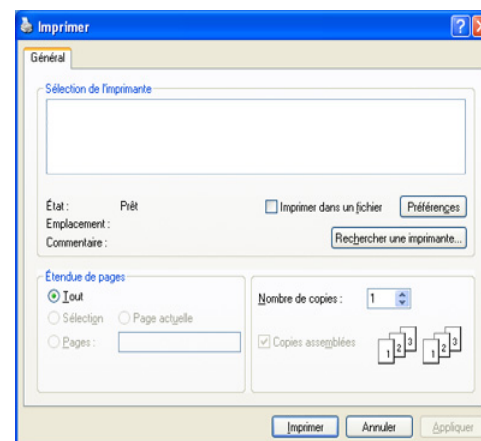 Imprimer
Général
Sélection de l'imprimante
État : Prêt
Emplacement :
Commentaire :
Imprimer dans un fichier
Préférences
Rechercher une imprimante...
Étendue de pages
Tout
Sélection Page actuelle
Pages :
Nombre de copies : 1
Copies assemblées
1 2 3 1 2 3
Imprimer Annuler Appliquer